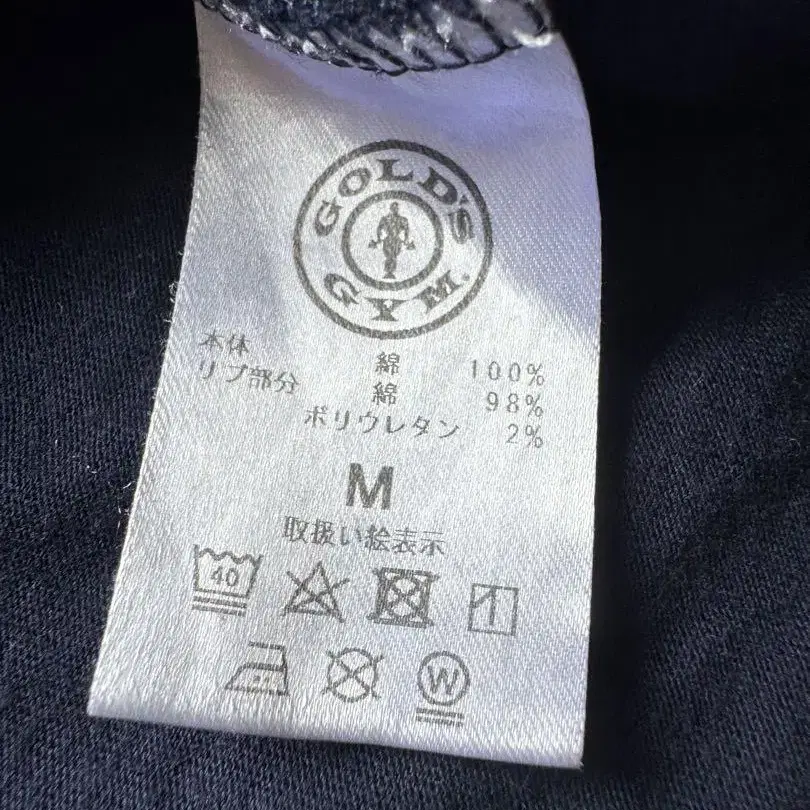 GOLD'S
GYM.
本体 綿 100%
リブ部分 綿 98%
ポリウレタン 2%
M
取扱い絵表示
40
W